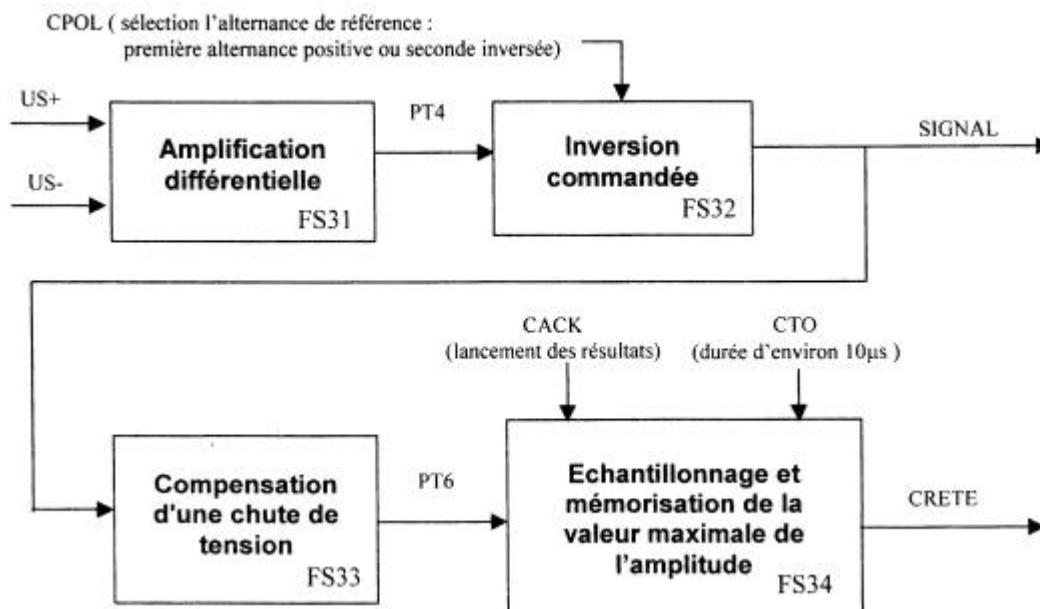 CPOL ( sélection l'alternance de référence :
première alternance positive ou seconde inversée)
US+
US-
Amplification
différentielle
FS31
PT4
Inversion
commandée
FS32
SIGNAL
CACK
(lancement des résultats)
CTO
(durée d'environ 10µs )
Compensation
d'une chute de
tension
FS33
PT6
Echantillonnage et
mémorisation de la
valeur maximale de
l'amplitude
FS34
CRETE